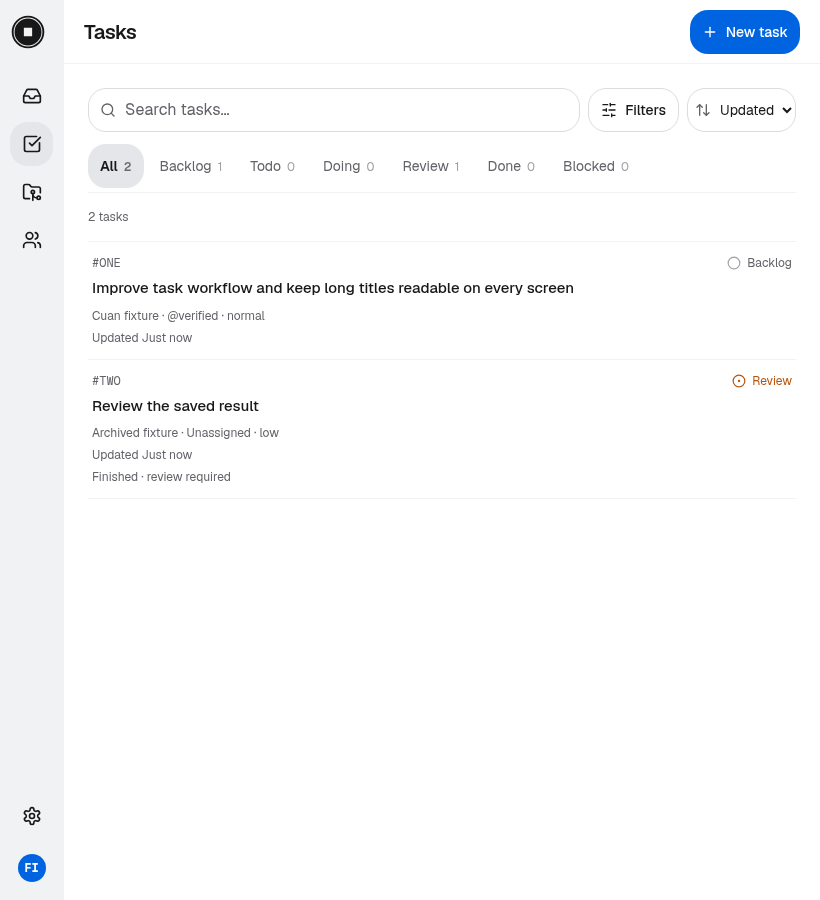 Tasks
New task
Search tasks...
Filters
Updated
All 2
Backlog 1
Todo 0
Doing 0
Review 1
Done 0
Blocked 0
2 tasks
#ONE
Backlog
Improve task workflow and keep long titles readable on every screen
Cuan fixture · @verified · normal
Updated Just now
#TWO
Review
Review the saved result
Archived fixture · Unassigned · low
Updated Just now
Finished · review required
FI